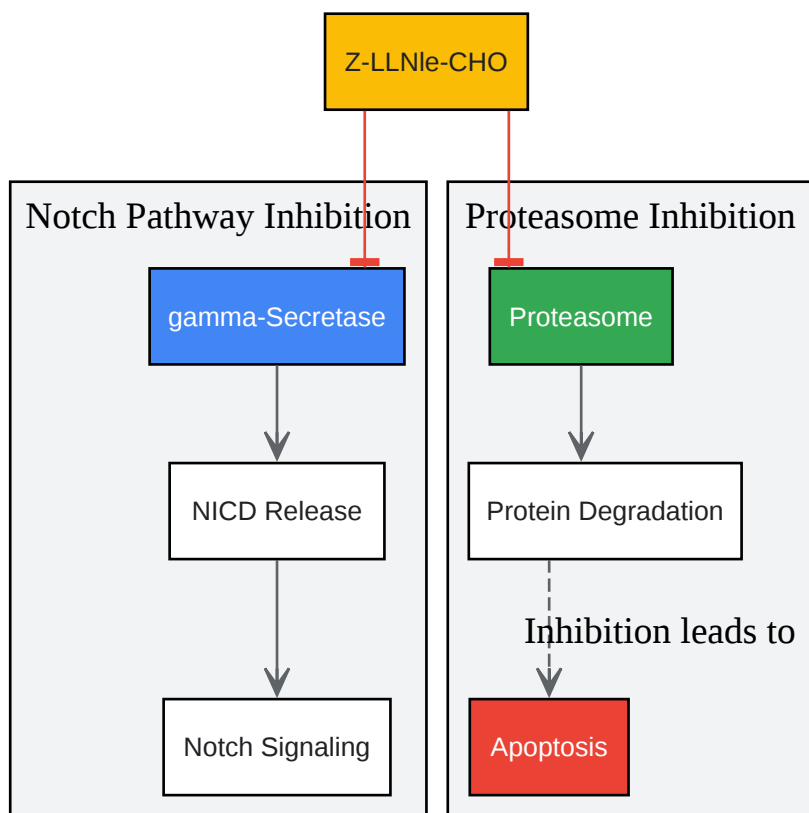 Z-LLNle-CHO
Notch Pathway Inhibition
Proteasome Inhibition
gamma-Secretase
Proteasome
NICD Release
Protein Degradation
Inhibition leads to
Notch Signaling
Apoptosis